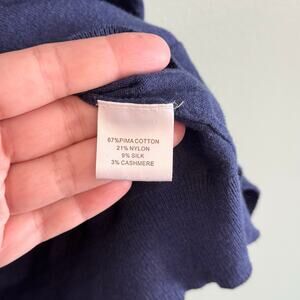 67%PIMA COTTON
21% NYLON
9% SILK
3% CASHMERE